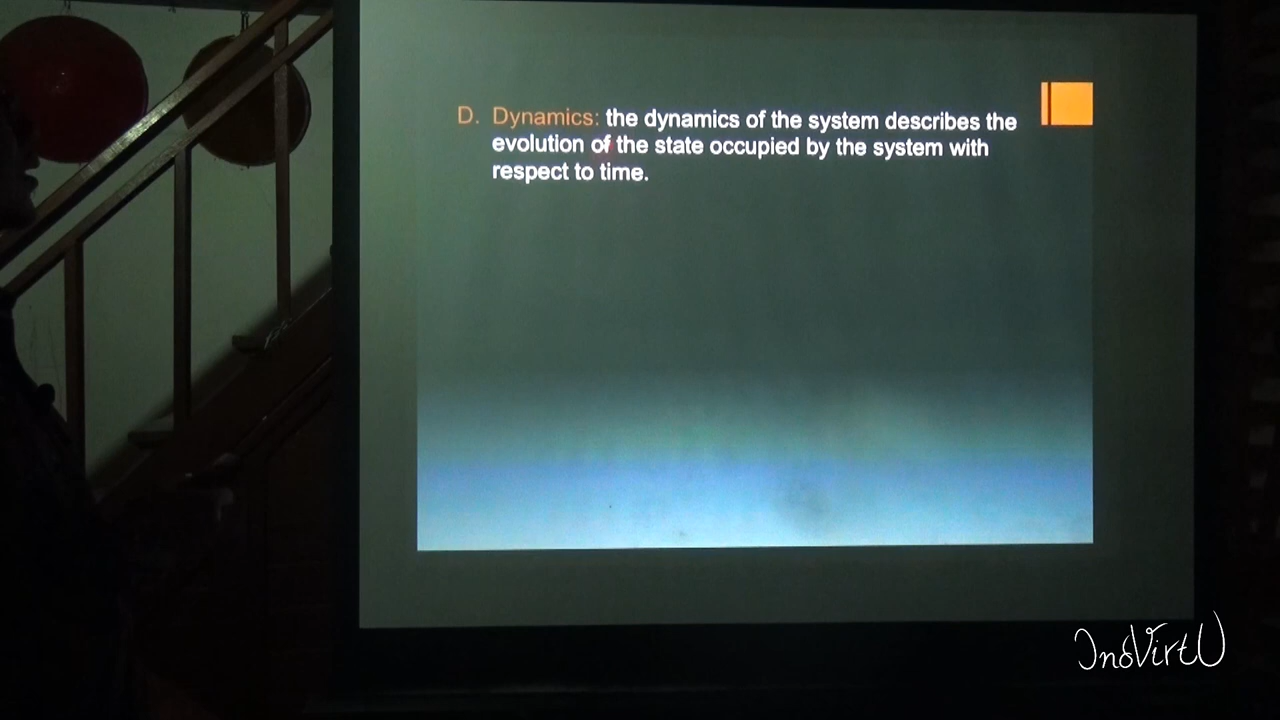 D. Dynamics: the dynamics of the system describes the
evolution of the state occupied by the system with
respect to time.
InoVirtU